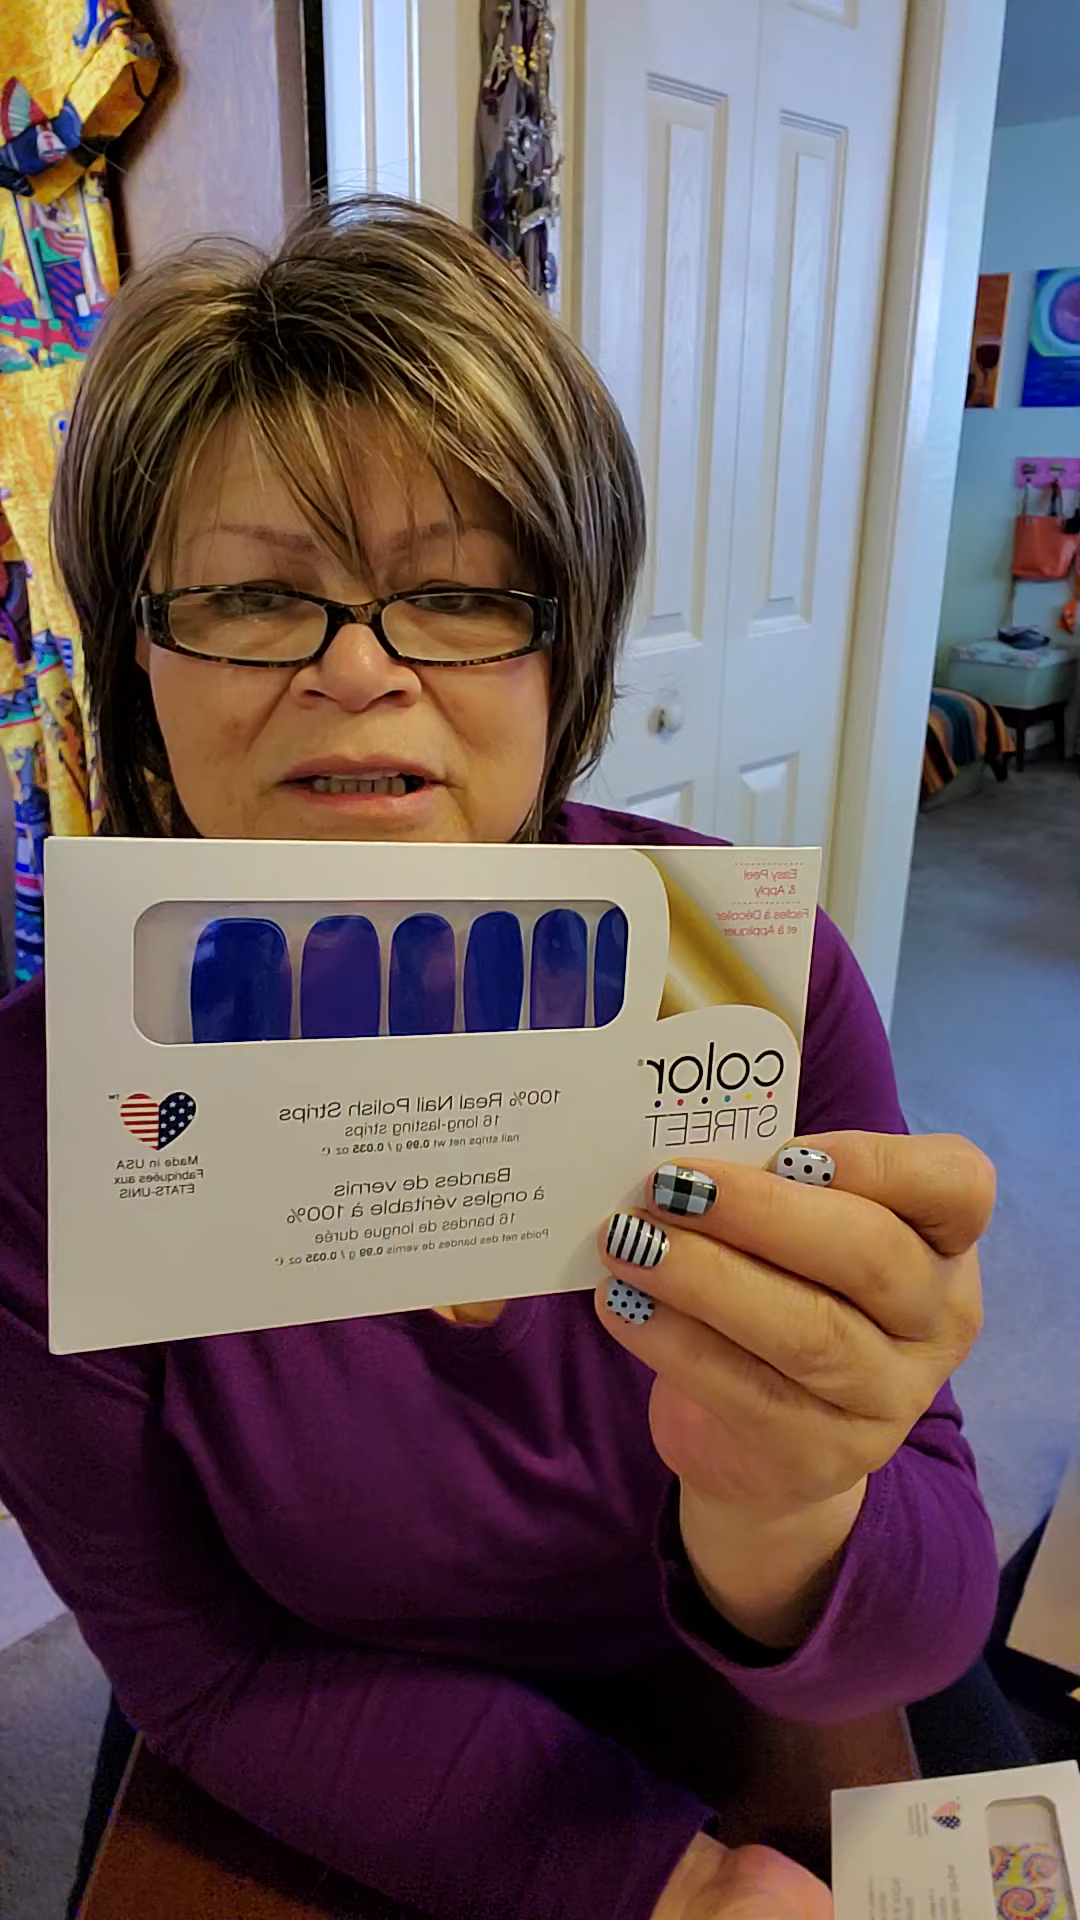 Easy Peel
& Apply
Faciles à Décoller
et à Appliquer
color®
STREET
100% Real Nail Polish Strips
16 long-lasting strips
nail strips net wt 0.99 g / 0.035 oz ℮
Bandes de vernis
à ongles véritable à 100%
16 bandes de longue durée
Poids net des bandes de vernis 0.99 g / 0.035 oz ℮
TM
Made in USA
Fabriquées aux
ÉTATS-UNIS